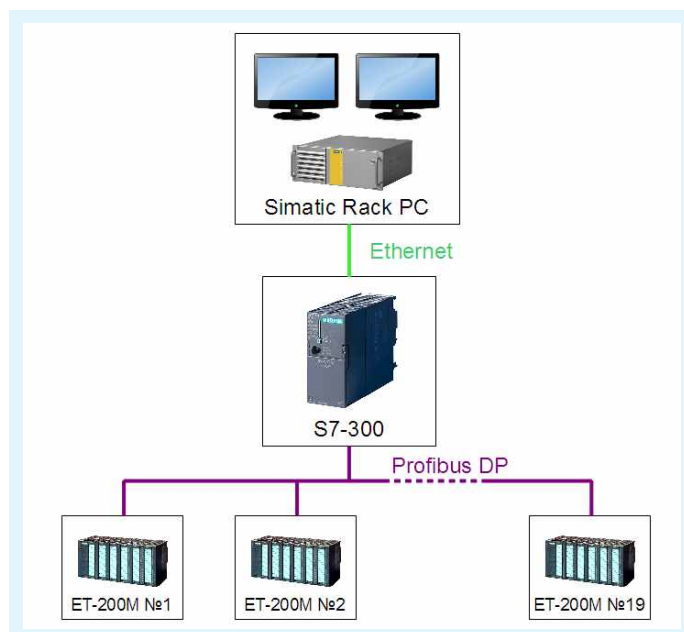 Simatic Rack PC
Ethernet
S7-300
Profibus DP
ET-200M №1
ET-200M №2
ET-200M №19